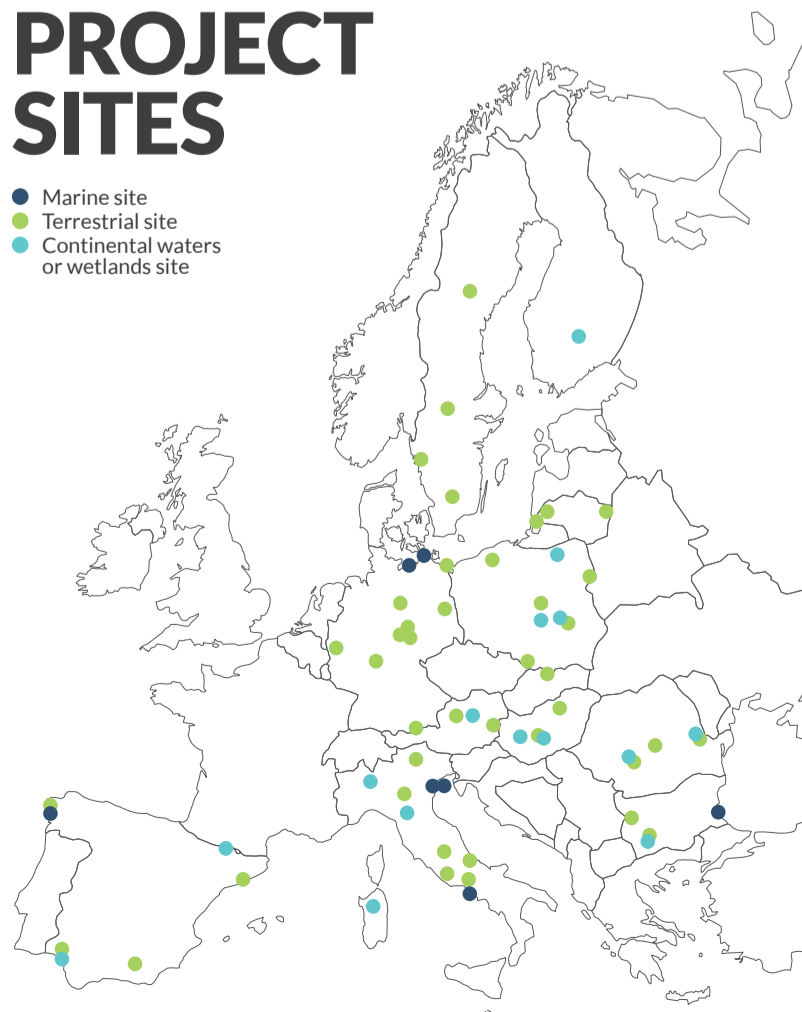 PROJECT
SITES
Marine site
Terrestrial site
Continental waters
or wetlands site